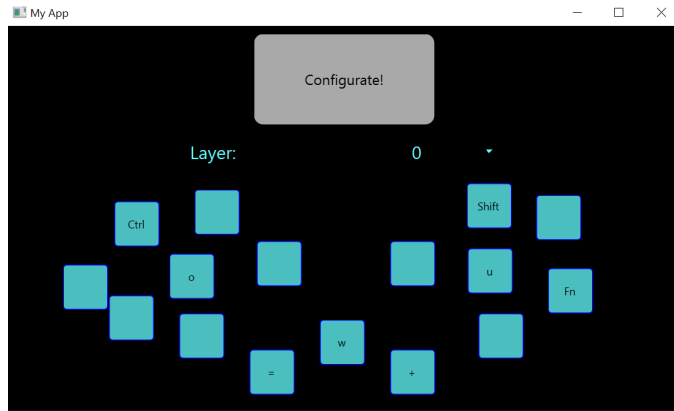 My App
Configurate!
Layer: 0
Shift
Ctrl
o
u
Fn
w
=
+